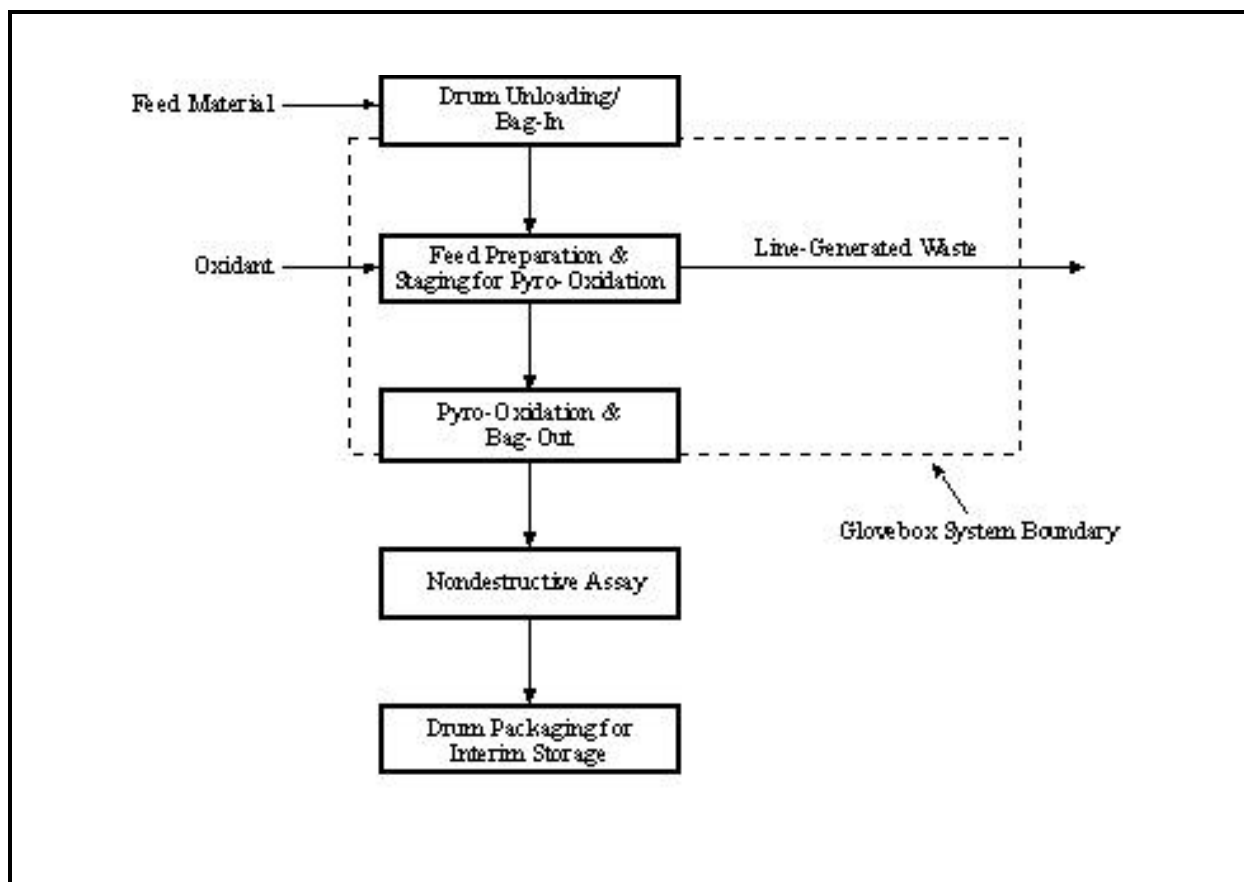 Feed Material
Drum Unloading/
Bag-In
Oxidant
Feed Preparation &
Staging for Pyro-Oxidation
Line-Generated Waste
Pyro-Oxidation &
Bag-Out
Glovebox System Boundary
Nondestructive Assay
Drum Packaging for
Interim Storage